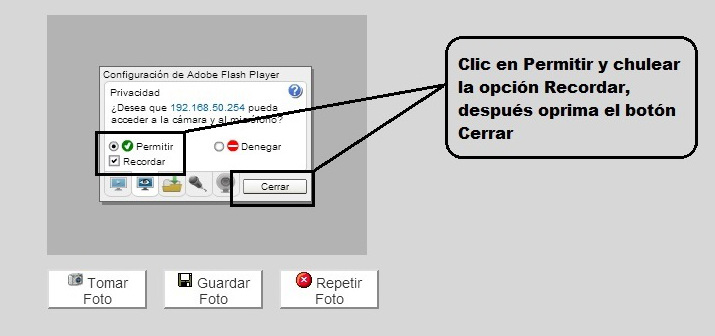 Configuración de Adobe Flash Player
Privacidad
¿Desea que 192.168.50.254 pueda
acceder a la cámara y al micrófono?
Permitir
Denegar
Recordar
Cerrar
Clic en Permitir y chulear
la opción Recordar,
después oprima el botón
Cerrar
Tomar
Foto
Guardar
Foto
Repetir
Foto